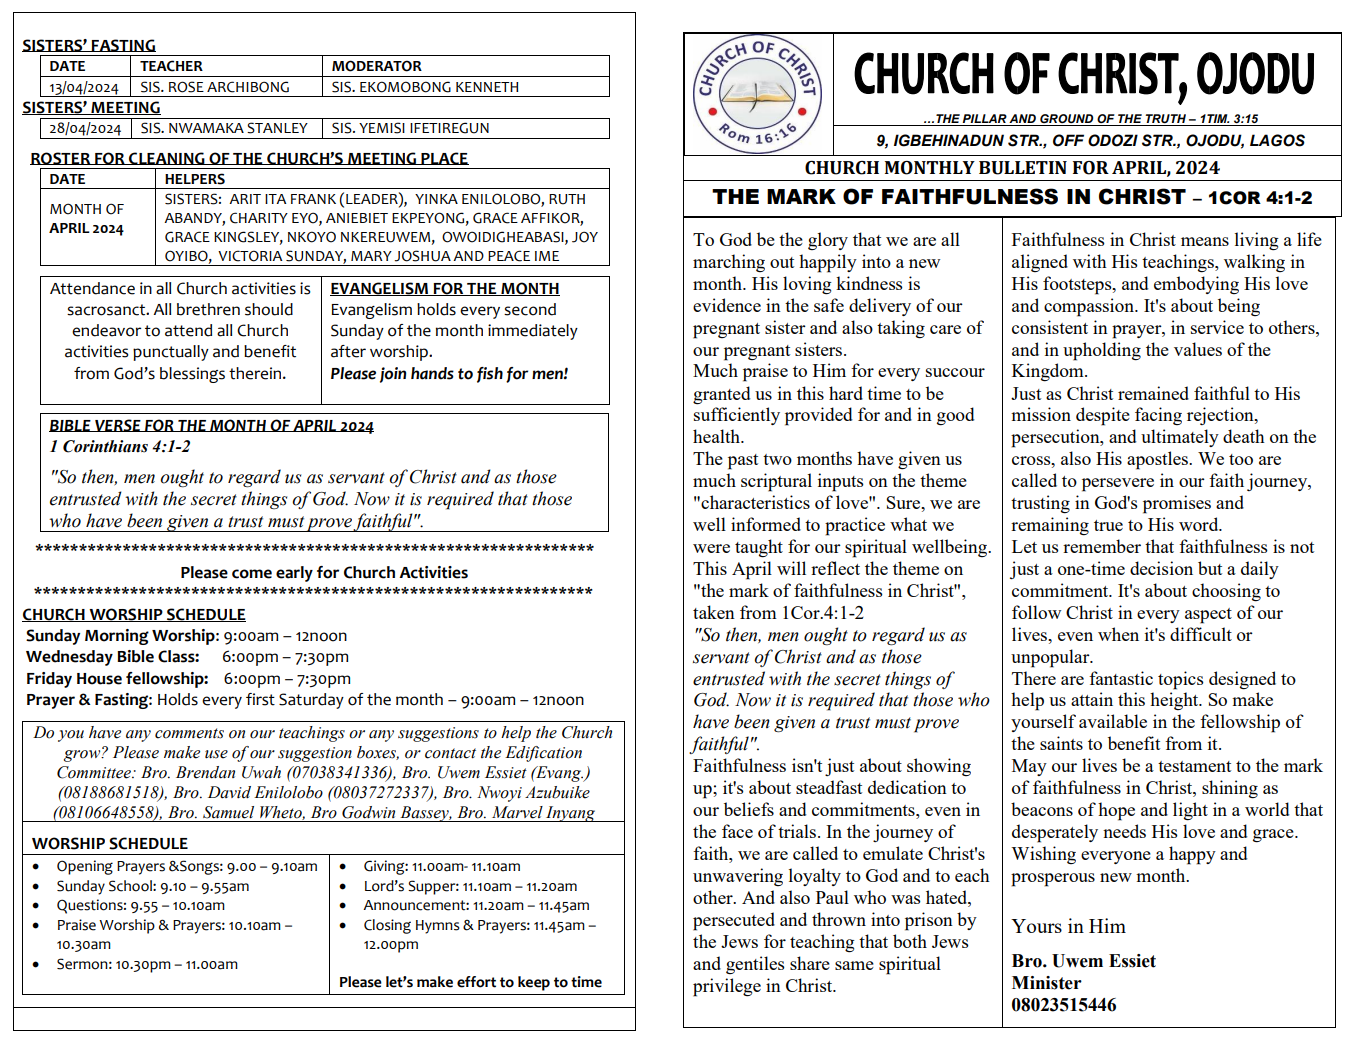 SISTERS' FASTING
DATE TEACHER MODERATOR
13/04/2024 SIS. ROSE ARCHIBONG SIS. EKOMOBONG KENNETH
SISTERS' MEETING
28/04/2024 SIS. NWAMAKA STANLEY SIS. YEMISI IFETIREGUN
ROSTER FOR CLEANING OF THE CHURCH'S MEETING PLACE
DATE HELPERS
MONTH OF
APRIL 2024
SISTERS: ARIT ITA FRANK (LEADER), YINKA ENILOLOBO, RUTH
ABANDY, CHARITY EYO, ANIEBIET EKPEYONG, GRACE AFFIKOR,
GRACE KINGSLEY, NKOYO NKEREUWEM, OWOIDIGHEABASI, JOY
OYIBO, VICTORIA SUNDAY, MARY JOSHUA AND PEACE IME
Attendance in all Church activities is
sacrosanct. All brethren should
endeavor to attend all Church
activities punctually and benefit
from God's blessings therein.
EVANGELISM FOR THE MONTH
Evangelism holds every second
Sunday of the month immediately
after worship.
Please join hands to fish for men!
BIBLE VERSE FOR THE MONTH OF APRIL 2024
1 Corinthians 4:1-2
"So then, men ought to regard us as servant of Christ and as those
entrusted with the secret things of God. Now it is required that those
who have been given a trust must prove faithful".
******************************************************************
Please come early for Church Activities
******************************************************************
CHURCH WORSHIP SCHEDULE
Sunday Morning Worship: 9:00am – 12noon
Wednesday Bible Class: 6:00pm – 7:30pm
Friday House fellowship: 6:00pm – 7:30pm
Prayer & Fasting: Holds every first Saturday of the month – 9:00am – 12noon
Do you have any comments on our teachings or any suggestions to help the Church
grow? Please make use of our suggestion boxes, or contact the Edification
Committee: Bro. Brendan Uwah (07038341336), Bro. Uwem Essiet (Evang.)
(08188681518), Bro. David Enilolobo (08037272337), Bro. Nwoyi Azubuike
(08106648558), Bro. Samuel Wheto, Bro Godwin Bassey, Bro. Marvel Inyang
WORSHIP SCHEDULE
• Opening Prayers &Songs: 9.00 – 9.10am
• Sunday School: 9.10 – 9.55am
• Questions: 9.55 – 10.10am
• Praise Worship & Prayers: 10.10am –
10.30am
• Sermon: 10.30pm – 11.00am
• Giving: 11.00am- 11.10am
• Lord's Supper: 11.10am – 11.20am
• Announcement: 11.20am – 11.45am
• Closing Hymns & Prayers: 11.45am –
12.00pm
Please let's make effort to keep to time
CHURCH OF CHRIST
Rom 16:16
CHURCH OF CHRIST, OJODU
...THE PILLAR AND GROUND OF THE TRUTH – 1TIM. 3:15
9, IGBEHINADUN STR., OFF ODOZI STR., OJODU, LAGOS
CHURCH MONTHLY BULLETIN FOR APRIL, 2024
THE MARK OF FAITHFULNESS IN CHRIST – 1COR 4:1-2
To God be the glory that we are all
marching out happily into a new
month. His loving kindness is
evidence in the safe delivery of our
pregnant sister and also taking care of
our pregnant sisters.
Much praise to Him for every succour
granted us in this hard time to be
sufficiently provided for and in good
health.
The past two months have given us
much scriptural inputs on the theme
"characteristics of love". Sure, we are
well informed to practice what we
were taught for our spiritual wellbeing.
This April will reflect the theme on
"the mark of faithfulness in Christ",
taken from 1Cor.4:1-2
"So then, men ought to regard us as
servant of Christ and as those
entrusted with the secret things of
God. Now it is required that those who
have been given a trust must prove
faithful".
Faithfulness isn't just about showing
up; it's about steadfast dedication to
our beliefs and commitments, even in
the face of trials. In the journey of
faith, we are called to emulate Christ's
unwavering loyalty to God and to each
other. And also Paul who was hated,
persecuted and thrown into prison by
the Jews for teaching that both Jews
and gentiles share same spiritual
privilege in Christ.
Faithfulness in Christ means living a life
aligned with His teachings, walking in
His footsteps, and embodying His love
and compassion. It's about being
consistent in prayer, in service to others,
and in upholding the values of the
Kingdom.
Just as Christ remained faithful to His
mission despite facing rejection,
persecution, and ultimately death on the
cross, also His apostles. We too are
called to persevere in our faith journey,
trusting in God's promises and
remaining true to His word.
Let us remember that faithfulness is not
just a one-time decision but a daily
commitment. It's about choosing to
follow Christ in every aspect of our
lives, even when it's difficult or
unpopular.
There are fantastic topics designed to
help us attain this height. So make
yourself available in the fellowship of
the saints to benefit from it.
May our lives be a testament to the mark
of faithfulness in Christ, shining as
beacons of hope and light in a world that
desperately needs His love and grace.
Wishing everyone a happy and
prosperous new month.
Yours in Him
Bro. Uwem Essiet
Minister
08023515446